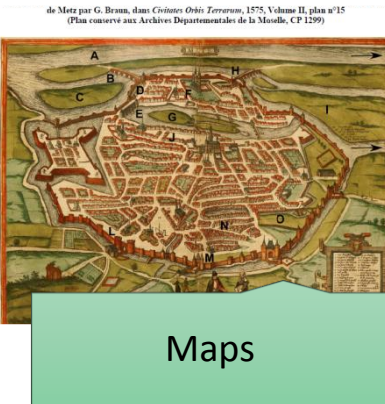 de Metz par G. Braun, dans Civitates Orbis Terrarum, 1575, Volume II, plan n°15
(Plan conservé aux Archives Départementales de la Moselle, CP 1299)
A
B
H
C
D
F
E
G
I
J
O
N
L
M
Maps